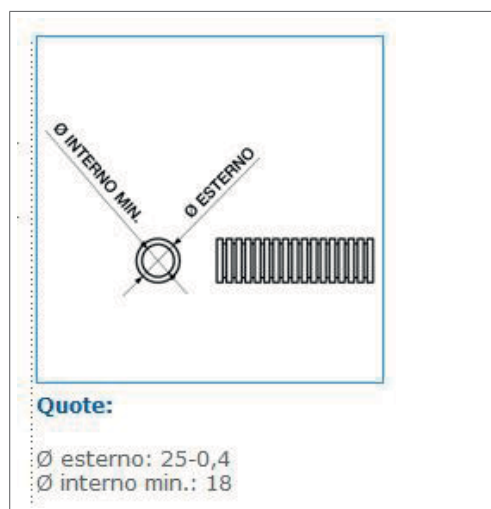 Ø INTERNO MIN.
Ø ESTERNO
Quote:
Ø esterno: 25-0,4
Ø interno min.: 18